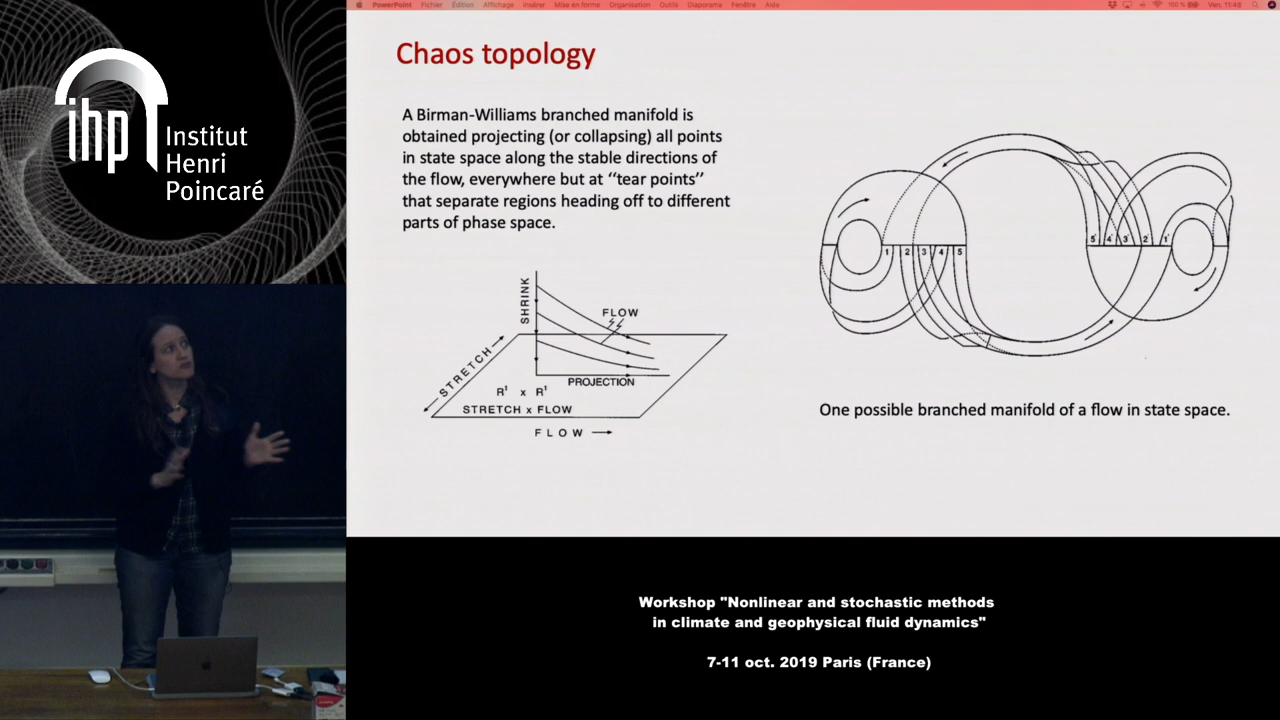 PowerPoint Fichier Édition Affichage Insérer Mise en forme Organisation Outils Diaporama Fenêtre Aide
100 % Ven. 11:48
ihp Institut
Henri
Poincaré
Chaos topology
A Birman-Williams branched manifold is
obtained projecting (or collapsing) all points
in state space along the stable directions of
the flow, everywhere but at ‘‘tear points’’
that separate regions heading off to different
parts of phase space.
SHRINK
FLOW
STRETCH
PROJECTION
R¹ x R¹
STRETCH x FLOW
FLOW
1 2 3 4 5
5' 4' 3' 2' 1'
One possible branched manifold of a flow in state space.
Workshop "Nonlinear and stochastic methods
in climate and geophysical fluid dynamics"
7-11 oct. 2019 Paris (France)